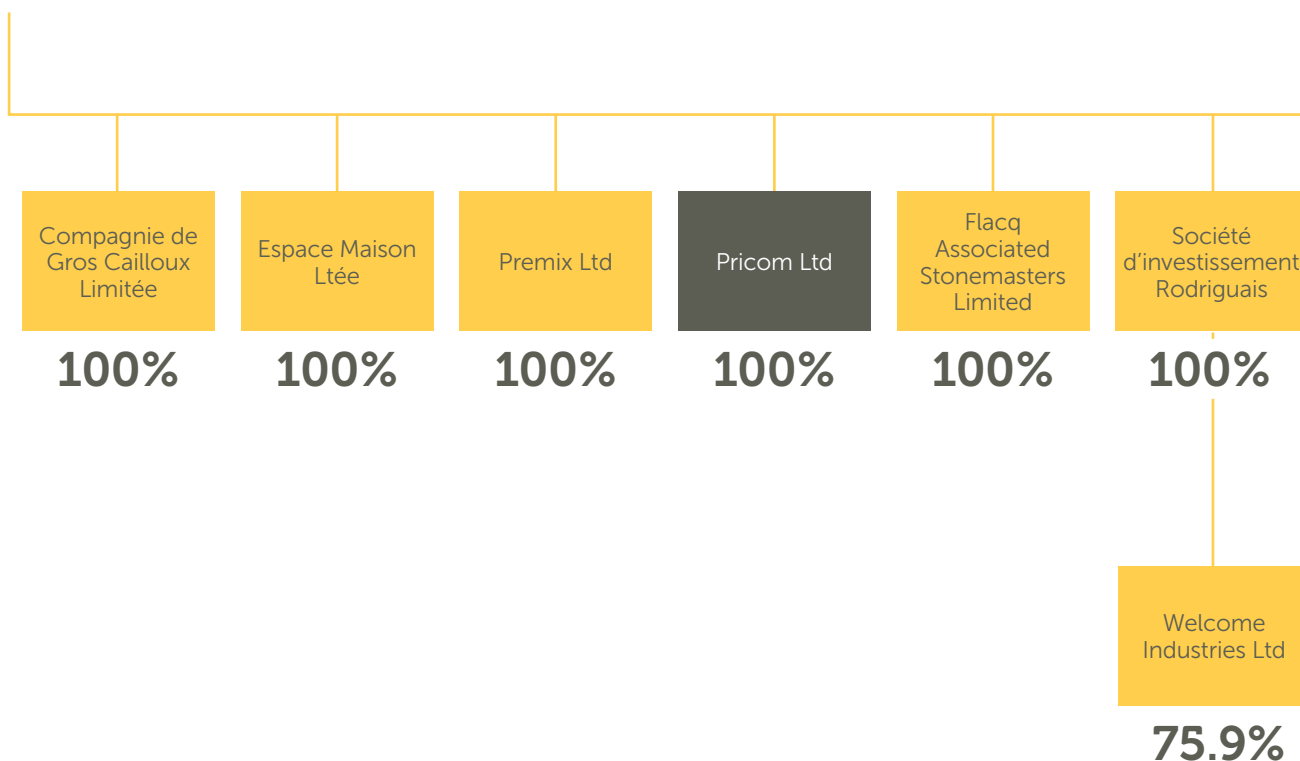 Compagnie de
Gros Cailloux
Limitée
100%
Espace Maison
Ltée
100%
Premix Ltd
100%
Pricom Ltd
100%
Flacq
Associated
Stonemasters
Limited
100%
Société
d’investissement
Rodriguais
100%
Welcome
Industries Ltd
75.9%